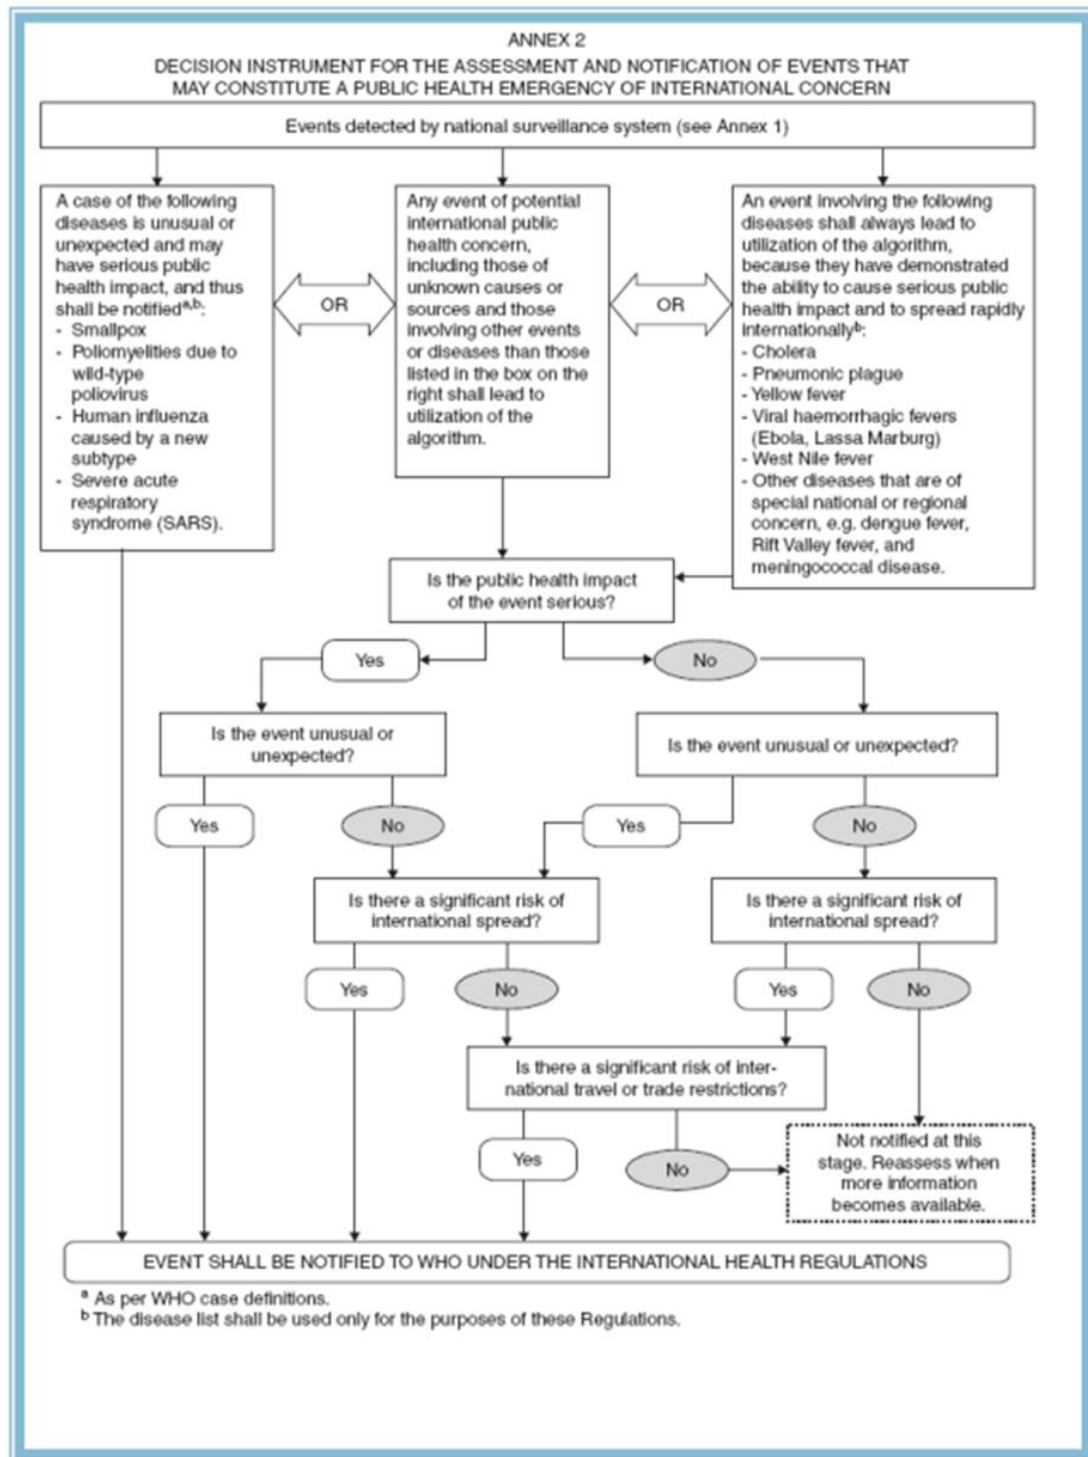 ANNEX 2
DECISION INSTRUMENT FOR THE ASSESSMENT AND NOTIFICATION OF EVENTS THAT
MAY CONSTITUTE A PUBLIC HEALTH EMERGENCY OF INTERNATIONAL CONCERN
Events detected by national surveillance system (see Annex 1)
A case of the following
diseases is unusual or
unexpected and may
have serious public
health impact, and thus
shall be notifiedᵃ,ᵇ:
- Smallpox
- Poliomyelities due to
wild-type
poliovirus
- Human influenza
caused by a new
subtype
- Severe acute
respiratory
syndrome (SARS).
OR
Any event of potential
international public
health concern,
including those of
unknown causes or
sources and those
involving other events
or diseases than those
listed in the box on the
right shall lead to
utilization of the
algorithm.
OR
An event involving the following
diseases shall always lead to
utilization of the algorithm,
because they have demonstrated
the ability to cause serious public
health impact and to spread rapidly
internationallyᵇ:
- Cholera
- Pneumonic plague
- Yellow fever
- Viral haemorrhagic fevers
(Ebola, Lassa Marburg)
- West Nile fever
- Other diseases that are of
special national or regional
concern, e.g. dengue fever,
Rift Valley fever, and
meningococcal disease.
Is the public health impact
of the event serious?
Yes
No
Is the event unusual or
unexpected?
Is the event unusual or unexpected?
Yes
No
Yes
No
Is there a significant risk of
international spread?
Is there a significant risk of
international spread?
Yes
No
Yes
No
Is there a significant risk of inter-
national travel or trade restrictions?
Yes
No
Not notified at this
stage. Reassess when
more information
becomes available.
EVENT SHALL BE NOTIFIED TO WHO UNDER THE INTERNATIONAL HEALTH REGULATIONS
ᵃ As per WHO case definitions.
ᵇ The disease list shall be used only for the purposes of these Regulations.